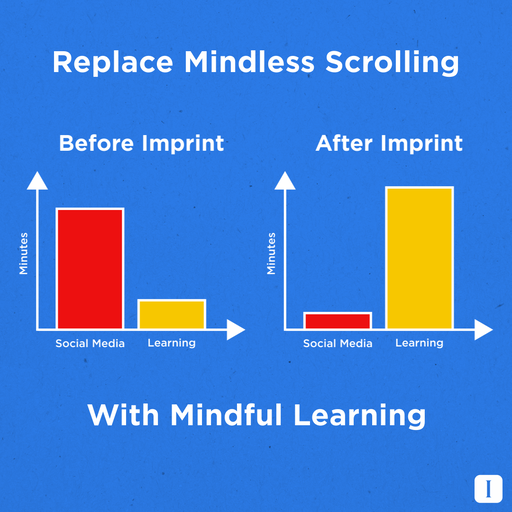 Replace Mindless Scrolling
Before Imprint
After Imprint
Minutes
Social Media
Learning
Minutes
Social Media
Learning
With Mindful Learning
I